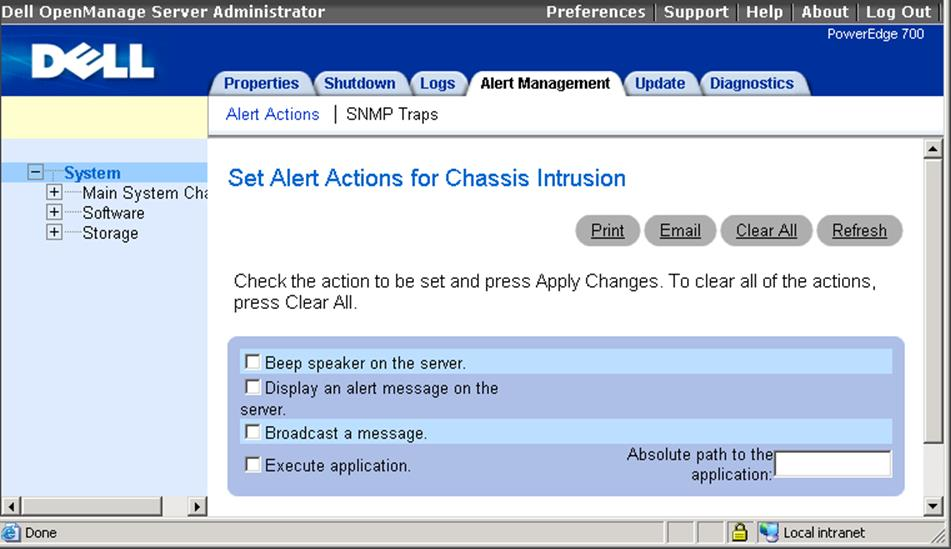 Dell OpenManage Server Administrator
Preferences | Support | Help | About | Log Out
PowerEdge 700
DELL
Properties Shutdown Logs Alert Management Update Diagnostics
Alert Actions | SNMP Traps
System
Main System Cha
Software
Storage
Set Alert Actions for Chassis Intrusion
Print Email Clear All Refresh
Check the action to be set and press Apply Changes. To clear all of the actions,
press Clear All.
Beep speaker on the server.
Display an alert message on the
server.
Broadcast a message.
Execute application.
Absolute path to the
application:
Done
Local intranet